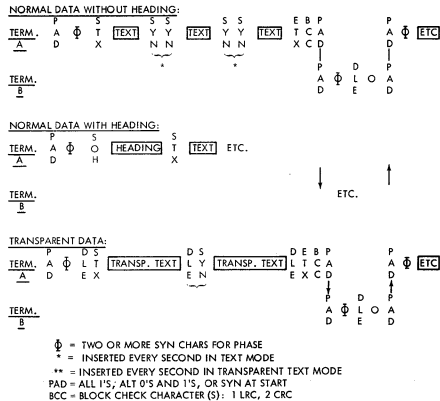 NORMAL DATA WITHOUT HEADING:
P S S S S S E B P P
TERM. A Φ T TEXT Y Y TEXT Y Y TEXT T C A A Φ ETC
A D X N N N N X C D D
* *
P D P
TERM. A Φ L O A
B D E D
NORMAL DATA WITH HEADING:
P S S
TERM. A Φ O HEADING T TEXT ETC.
A D H X
TERM. ETC.
B
TRANSPARENT DATA:
P D S D S D E B P P
TERM. A Φ L T TRANSP. TEXT L Y TRANSP. TEXT L T C A A Φ ETC
A D E X E N E X C D D
P D P
TERM. A Φ L O A
B D E D
Φ = TWO OR MORE SYN CHARS FOR PHASE
* = INSERTED EVERY SECOND IN TEXT MODE
** = INSERTED EVERY SECOND IN TRANSPARENT TEXT MODE
PAD = ALL 1'S, ALT 0'S AND 1'S, OR SYN AT START
BCC = BLOCK CHECK CHARACTER (S): 1 LRC, 2 CRC